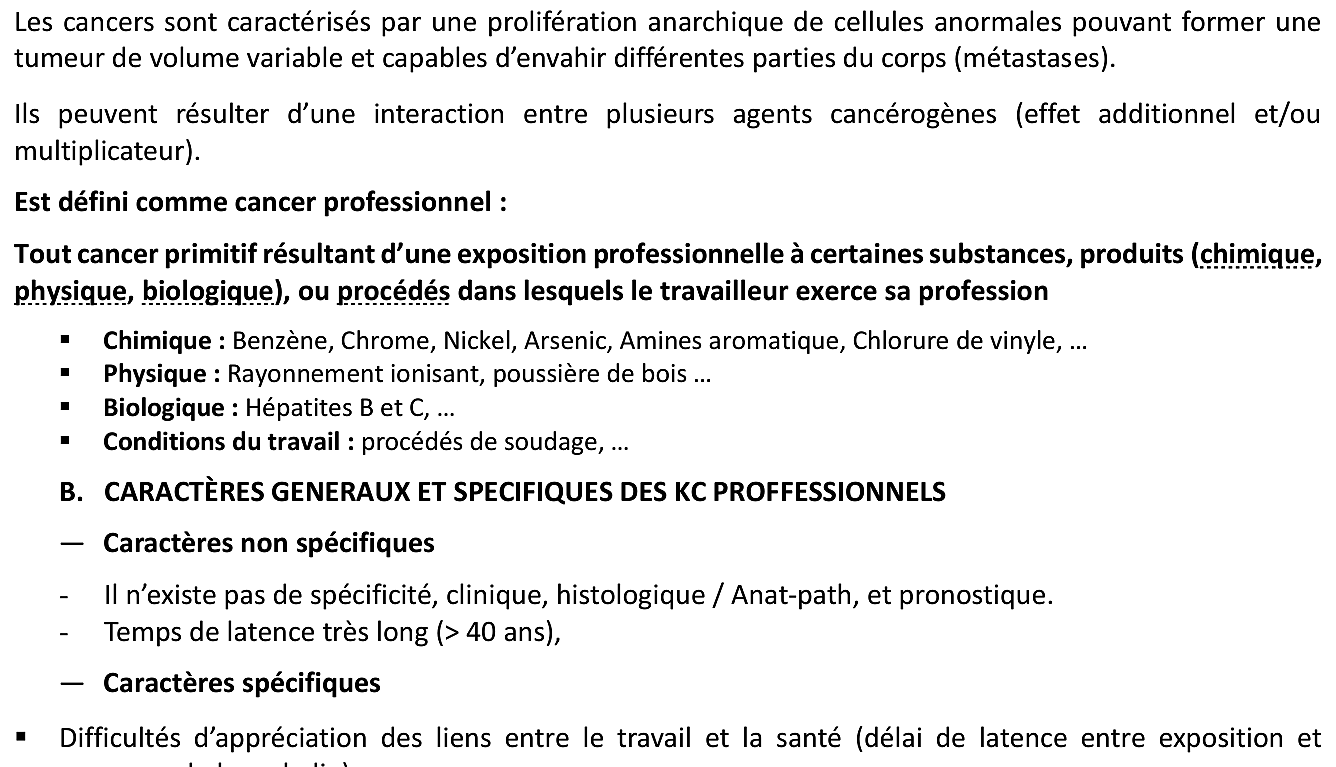 Les cancers sont caractérisés par une prolifération anarchique de cellules anormales pouvant former une
tumeur de volume variable et capables d’envahir différentes parties du corps (métastases).
Ils peuvent résulter d’une interaction entre plusieurs agents cancérogènes (effet additionnel et/ou
multiplicateur).
Est défini comme cancer professionnel :
Tout cancer primitif résultant d’une exposition professionnelle à certaines substances, produits (chimique,
physique, biologique), ou procédés dans lesquels le travailleur exerce sa profession
▪ Chimique : Benzène, Chrome, Nickel, Arsenic, Amines aromatique, Chlorure de vinyle, …
▪ Physique : Rayonnement ionisant, poussière de bois …
▪ Biologique : Hépatites B et C, …
▪ Conditions du travail : procédés de soudage, …
B. CARACTÈRES GENERAUX ET SPECIFIQUES DES KC PROFFESSIONNELS
— Caractères non spécifiques
- Il n’existe pas de spécificité, clinique, histologique / Anat-path, et pronostique.
- Temps de latence très long (> 40 ans),
— Caractères spécifiques
▪ Difficultés d’appréciation des liens entre le travail et la santé (délai de latence entre exposition et